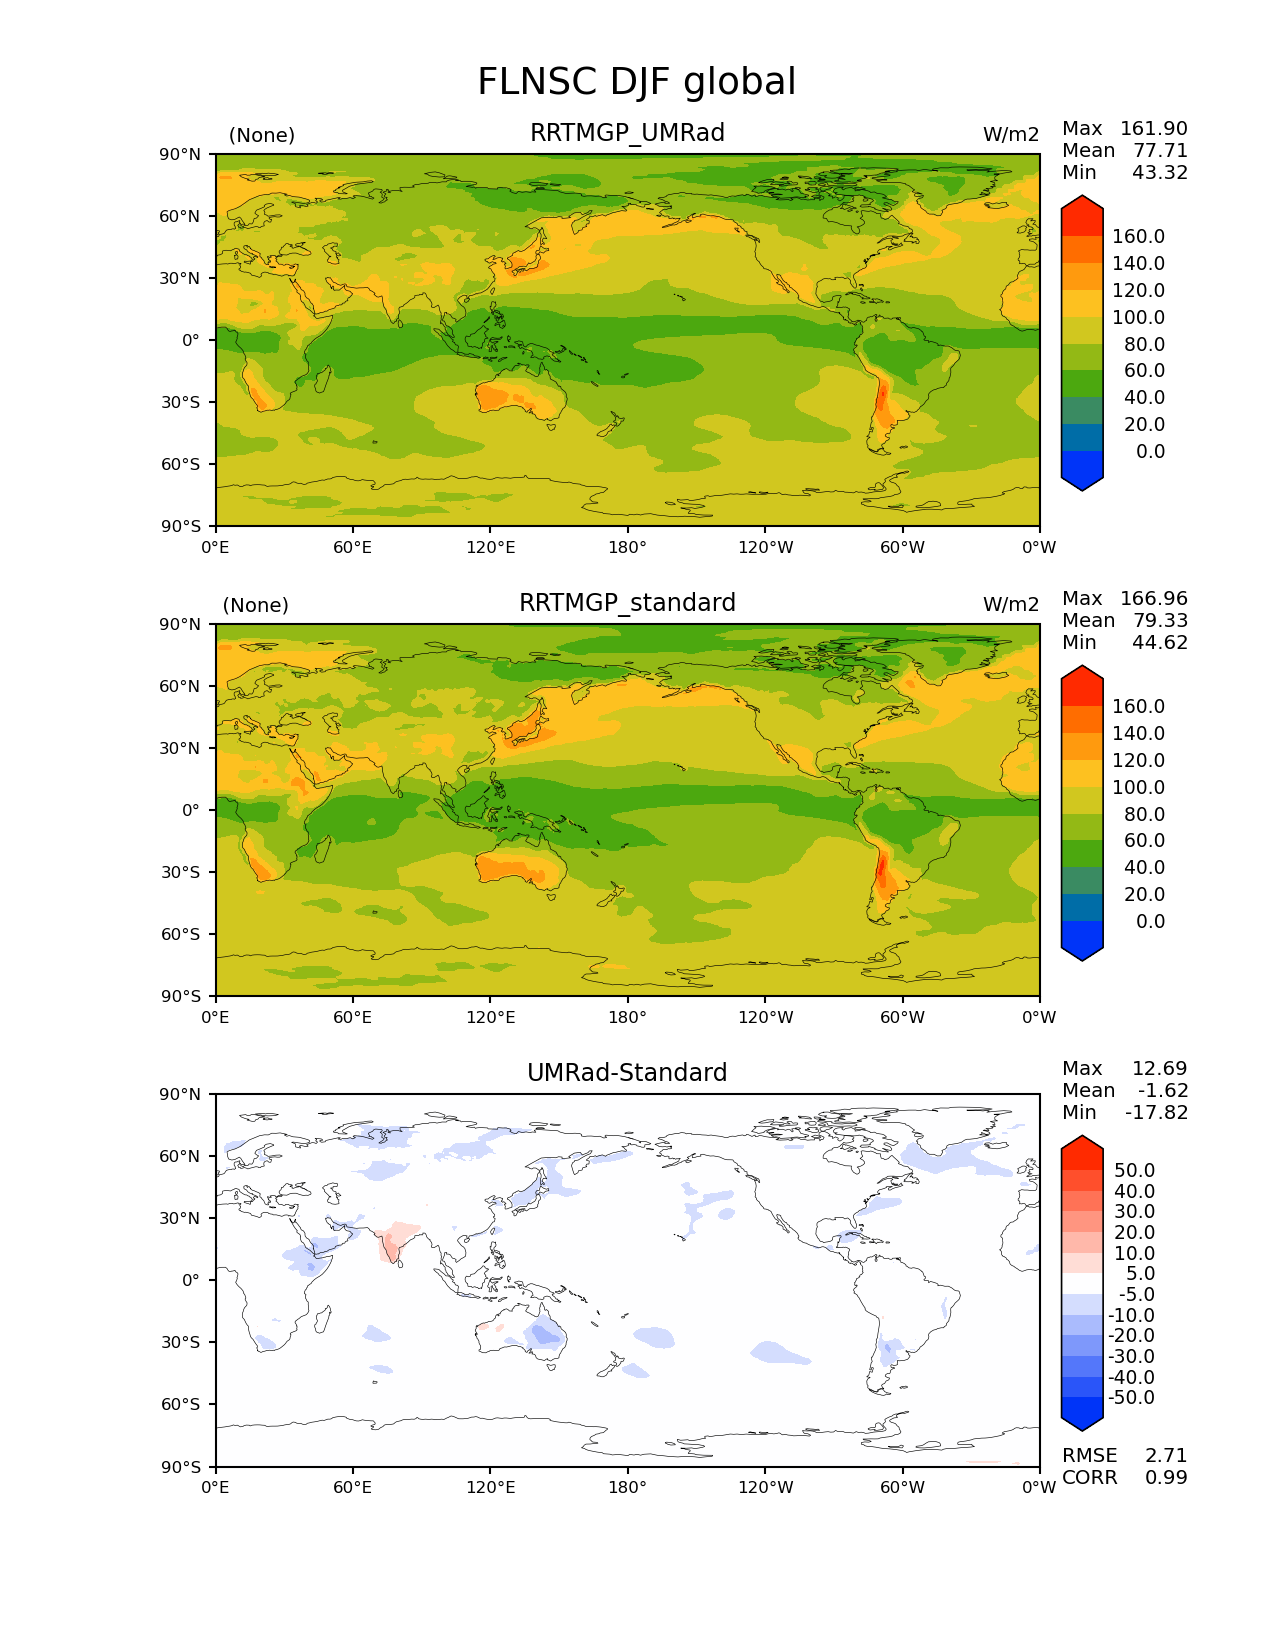 FLNSC DJF global
(None) RRTMGP_UMRad W/m2
Max 161.90
Mean 77.71
Min 43.32
90°N
60°N
30°N
0°
30°S
60°S
90°S
0°E 60°E 120°E 180° 120°W 60°W 0°W
160.0
140.0
120.0
100.0
80.0
60.0
40.0
20.0
0.0
(None) RRTMGP_standard W/m2
Max 166.96
Mean 79.33
Min 44.62
90°N
60°N
30°N
0°
30°S
60°S
90°S
0°E 60°E 120°E 180° 120°W 60°W 0°W
160.0
140.0
120.0
100.0
80.0
60.0
40.0
20.0
0.0
UMRad-Standard
Max 12.69
Mean -1.62
Min -17.82
90°N
60°N
30°N
0°
30°S
60°S
90°S
0°E 60°E 120°E 180° 120°W 60°W 0°W
50.0
40.0
30.0
20.0
10.0
5.0
-5.0
-10.0
-20.0
-30.0
-40.0
-50.0
RMSE 2.71
CORR 0.99